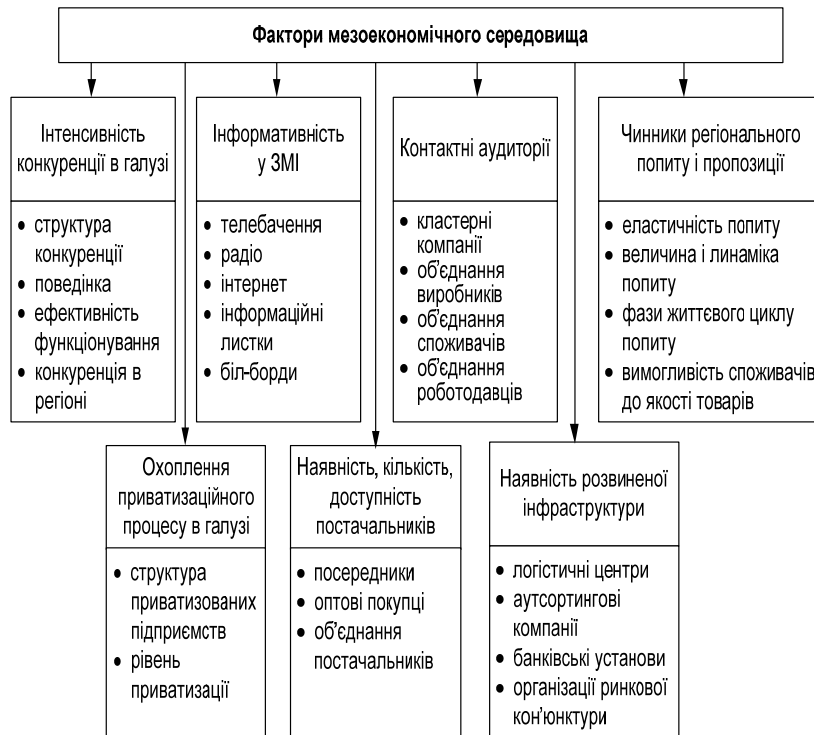 Фактори мезоекономічного середовища
Інтенсивність
конкуренції в галузі
• структура
конкуренції
• поведінка
• ефективність
функціонування
• конкуренція в
регіоні
Інформативність
у ЗМІ
• телебачення
• радіо
• інтернет
• інформаційні
листки
• біл-борди
Контактні аудиторії
• кластерні
компанії
• об’єднання
виробників
• об’єднання
споживачів
• об’єднання
роботодавців
Чинники регіонального
попиту і пропозиції
• еластичність попиту
• величина і линаміка
попиту
• фази життєвого циклу
попиту
• вимогливість споживачів
до якості товарів
Охоплення
приватизаційного
процесу в галузі
• структура
приватизованих
підприємств
• рівень
приватизації
Наявність, кількість,
доступність
постачальників
• посередники
• оптові покупці
• об’єднання
постачальників
Наявність розвиненої
інфраструктури
• логістичні центри
• аутсортингові
компанії
• банківські установи
• організації ринкової
кон’юнктури